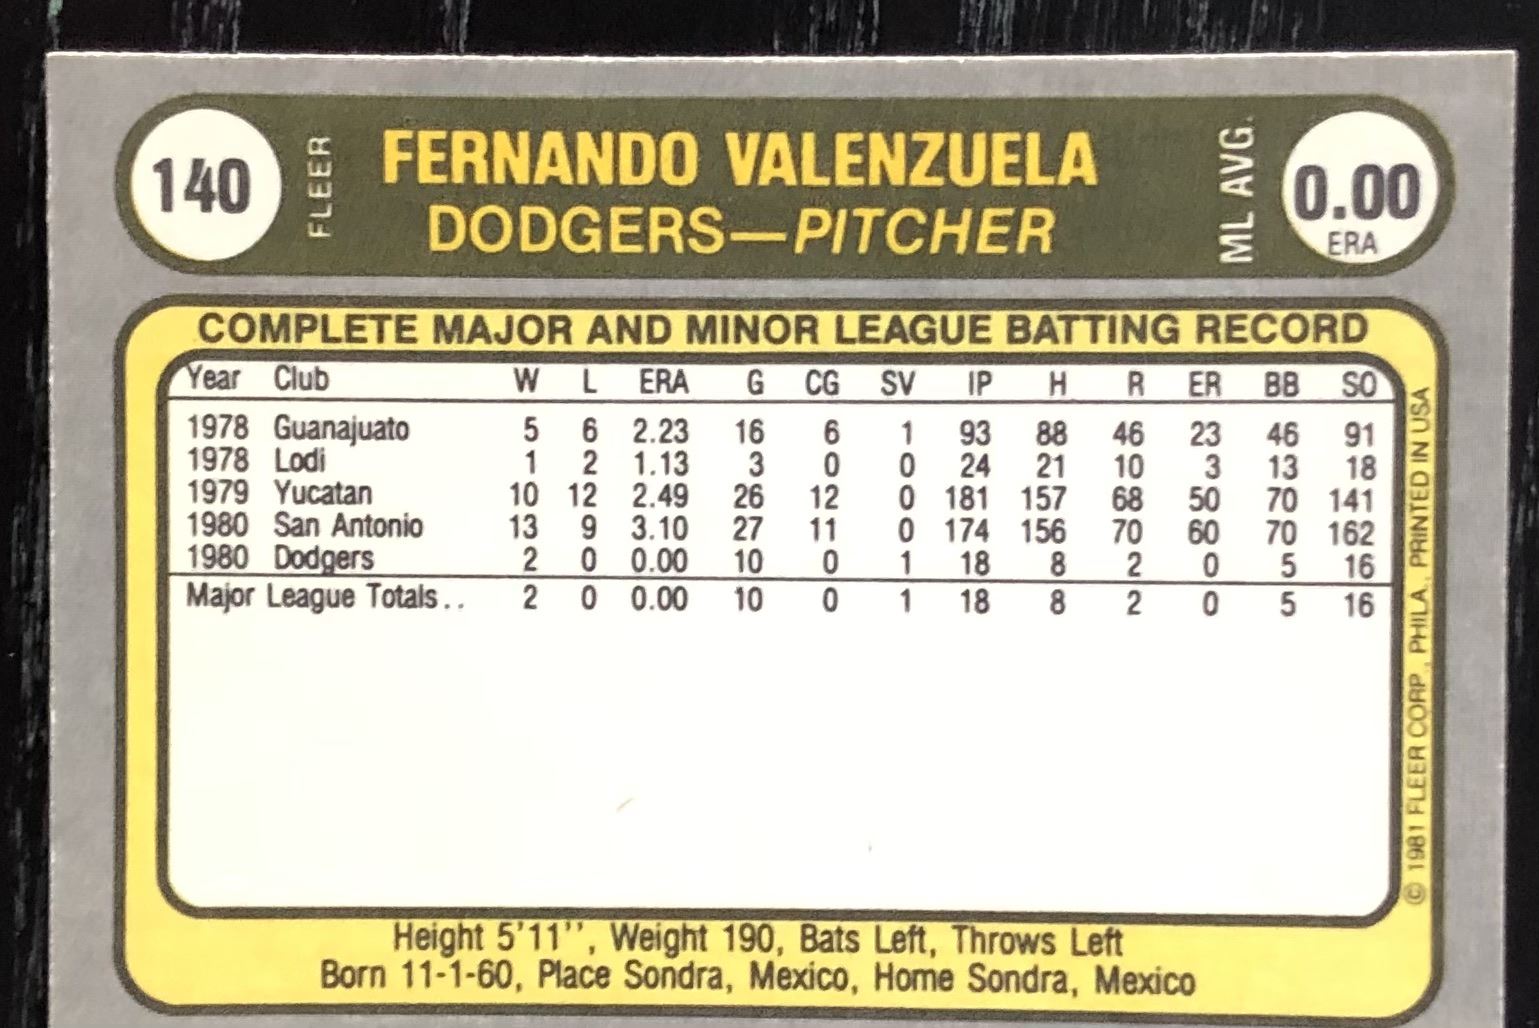 140 FLEER FERNANDO VALENZUELA ML AVG. 0.00
DODGERS—PITCHER ERA
COMPLETE MAJOR AND MINOR LEAGUE BATTING RECORD
Year Club W L ERA G CG SV IP H R ER BB SO
1978 Guanajuato 5 6 2.23 16 6 1 93 88 46 23 46 91
1978 Lodi 1 2 1.13 3 0 0 24 21 10 3 13 18
1979 Yucatan 10 12 2.49 26 12 0 181 157 68 50 70 141
1980 San Antonio 13 9 3.10 27 11 0 174 156 70 60 70 162
1980 Dodgers 2 0 0.00 10 0 1 18 8 2 0 5 16
Major League Totals.. 2 0 0.00 10 0 1 18 8 2 0 5 16
© 1981 FLEER CORP., PHILA., PRINTED IN USA
Height 5'11'', Weight 190, Bats Left, Throws Left
Born 11-1-60, Place Sondra, Mexico, Home Sondra, Mexico